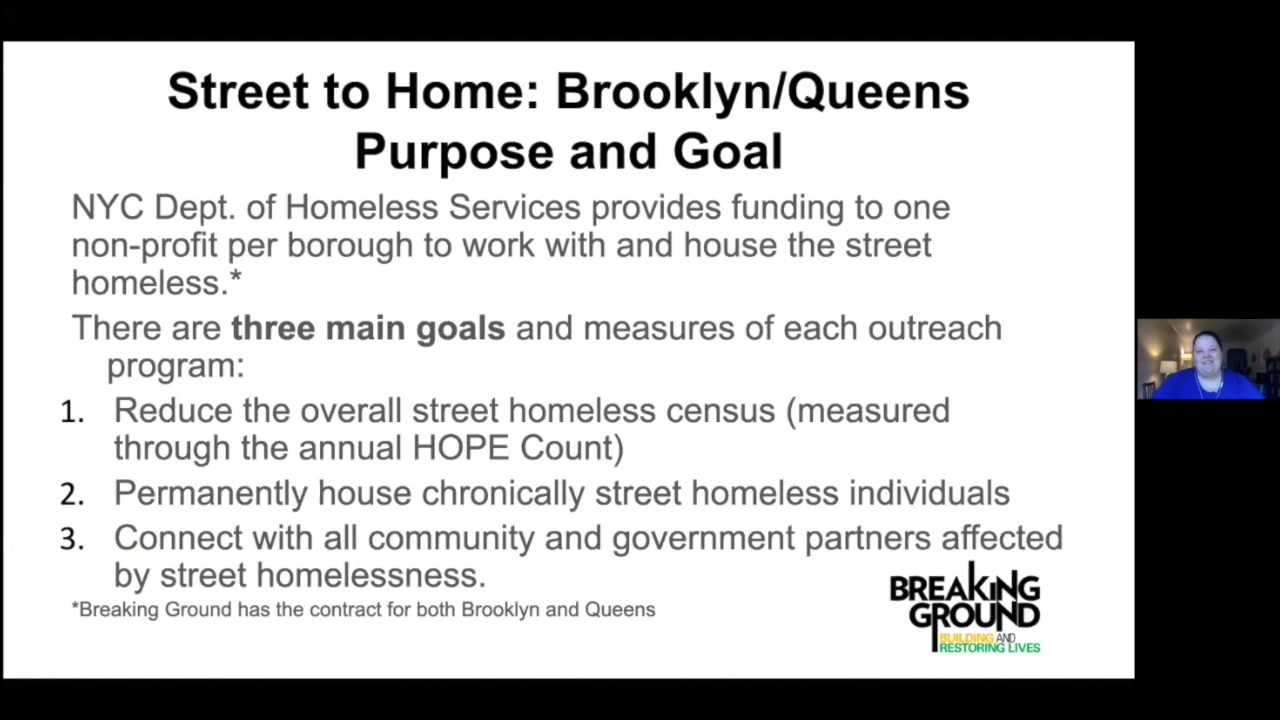 Street to Home: Brooklyn/Queens
Purpose and Goal
NYC Dept. of Homeless Services provides funding to one
non-profit per borough to work with and house the street
homeless.*
There are three main goals and measures of each outreach
program:
1. Reduce the overall street homeless census (measured
through the annual HOPE Count)
2. Permanently house chronically street homeless individuals
3. Connect with all community and government partners affected
by street homelessness.
*Breaking Ground has the contract for both Brooklyn and Queens
BREAKING
GROUND
BUILDING AND
RESTORING LIVES